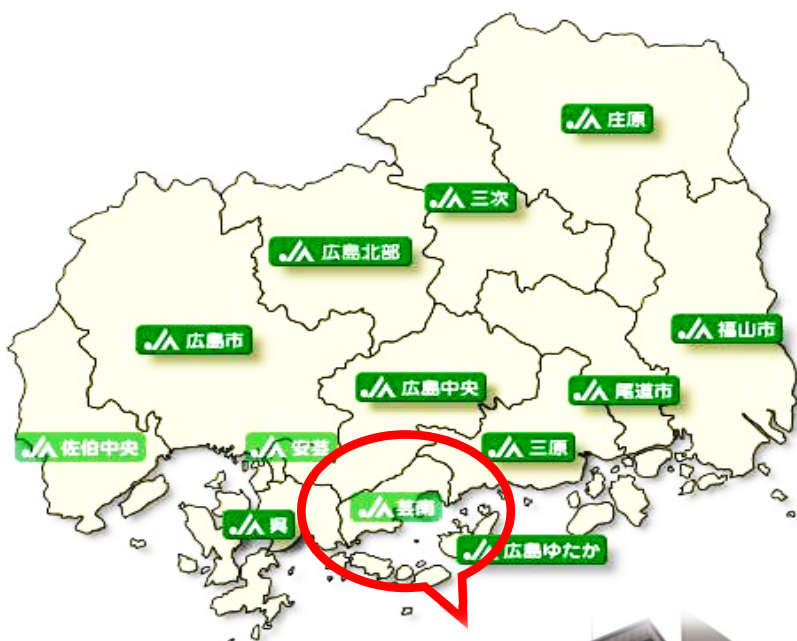 JA 庄原
JA 三次
JA 広島北部
JA 福山市
JA 広島市
JA 広島中央
JA 尾道市
JA 佐伯中央
JA 安芸
JA 三原
JA 芸南
JA 呉
JA 広島ゆたか